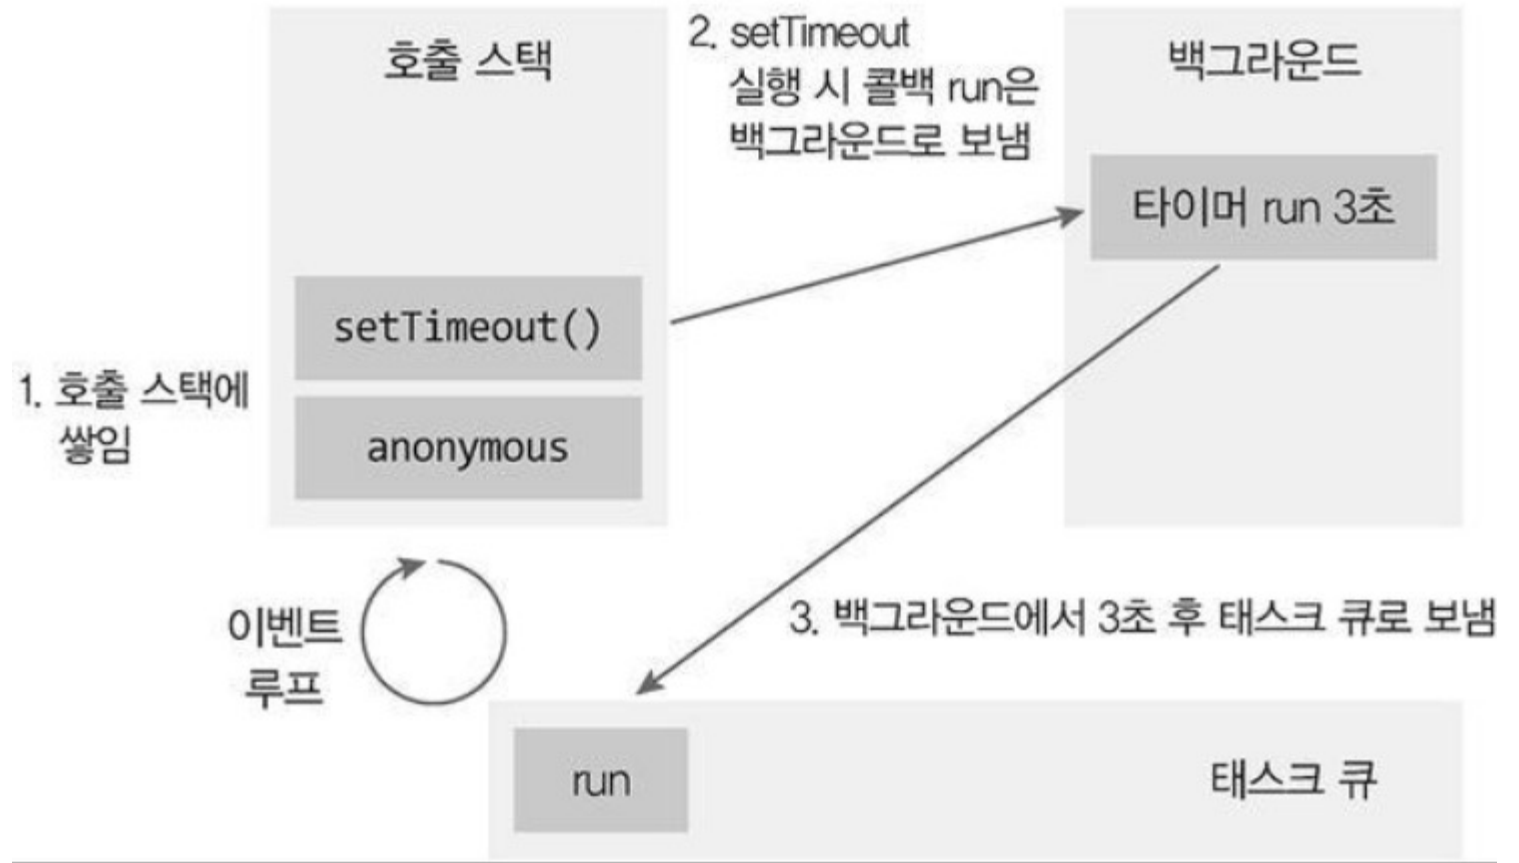 호출 스택
2. setTimeout
실행 시 콜백 run은
백그라운드로 보냄
백그라운드
타이머 run 3초
setTimeout()
1. 호출 스택에
쌓임
anonymous
이벤트
루프
3. 백그라운드에서 3초 후 태스크 큐로 보냄
run
태스크 큐